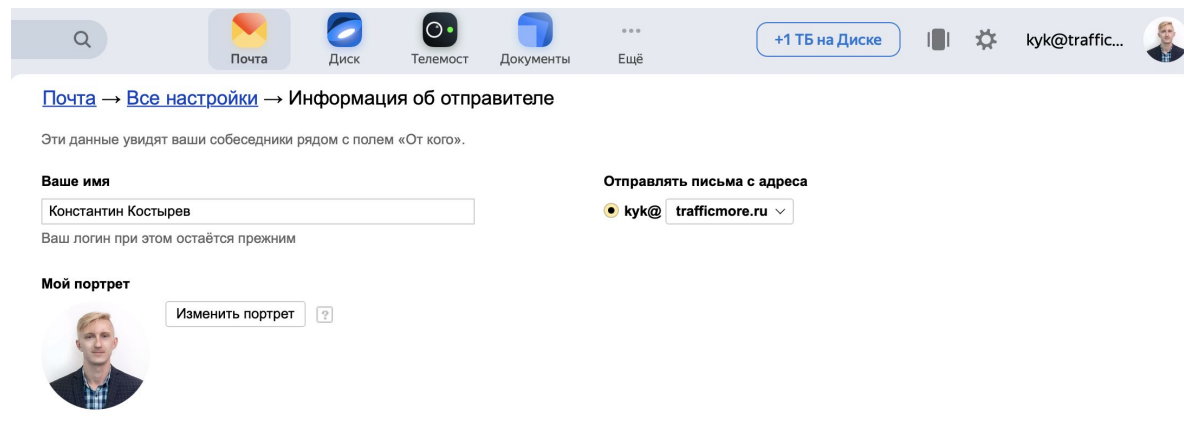 Почта
Диск
Телемост
Документы
Ещё
+1 ТБ на Диске
kyk@traffic...
Почта → Все настройки → Информация об отправителе
Эти данные увидят ваши собеседники рядом с полем «От кого».
Ваше имя
Отправлять письма с адреса
Константин Костырев
kyk@ trafficmore.ru
Ваш логин при этом остаётся прежним
Мой портрет
Изменить портрет ?